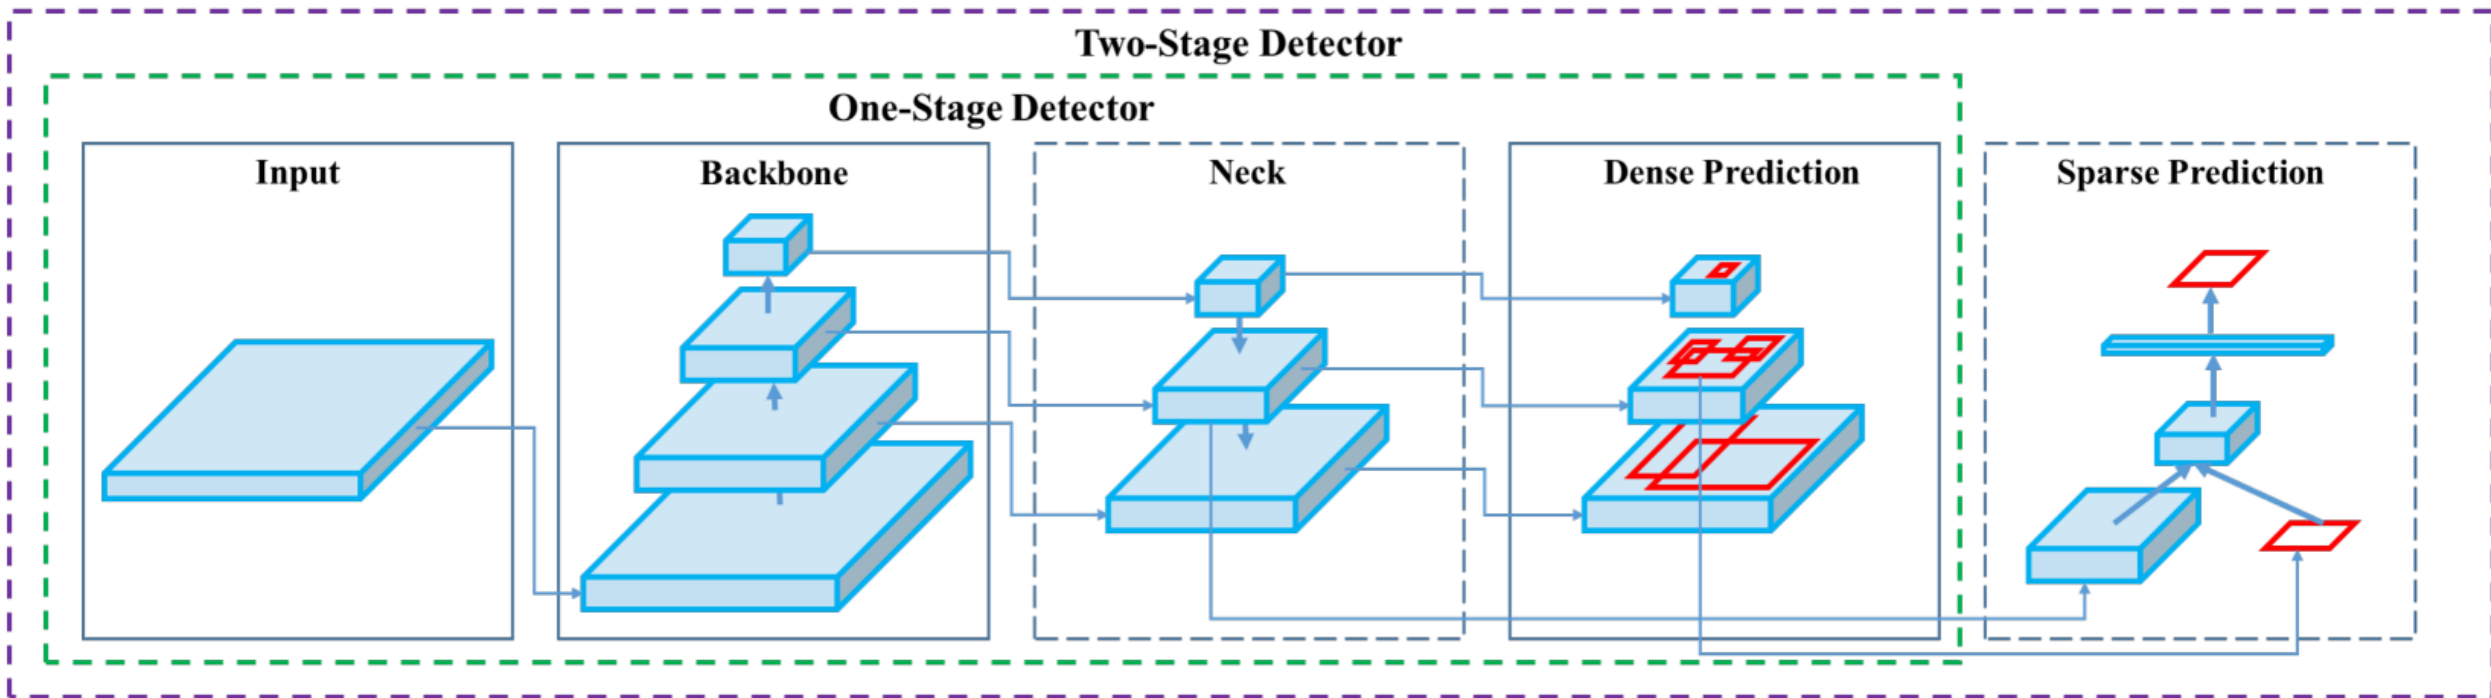 Two-Stage Detector
One-Stage Detector
Input
Backbone
Neck
Dense Prediction
Sparse Prediction